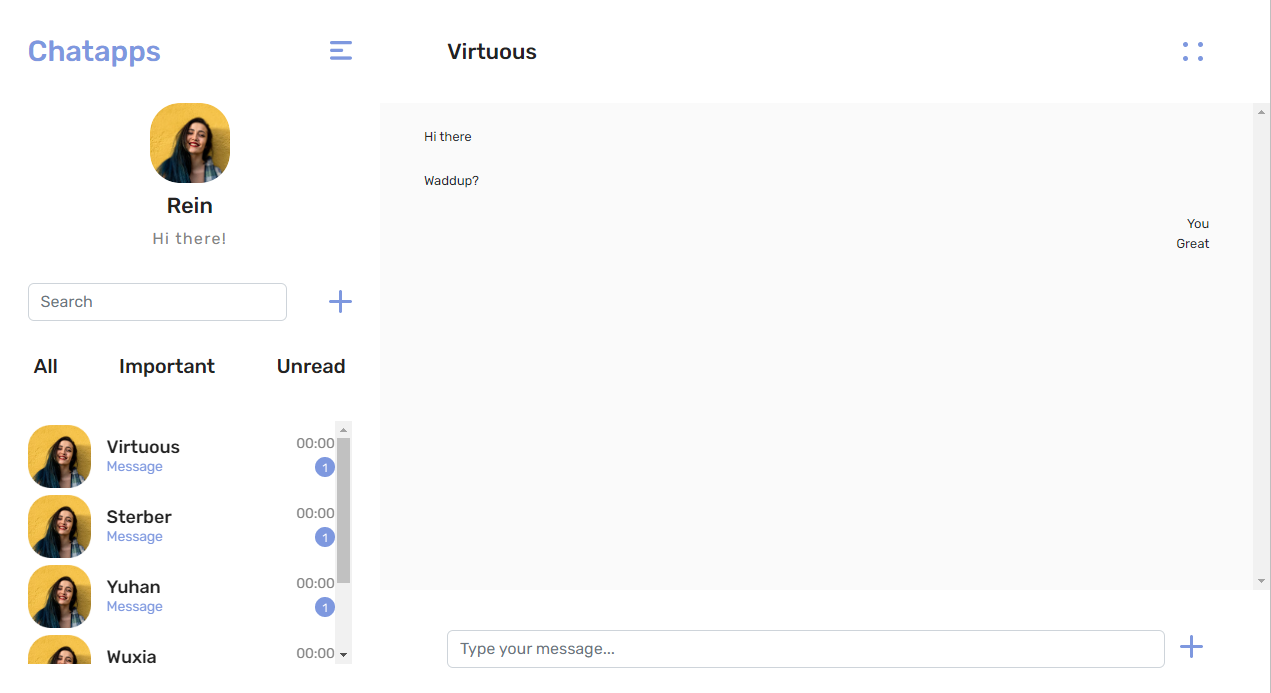 Chatapps
Rein
Hi there!
Search
All Important Unread
Virtuous 00:00
Message 1
Sterber 00:00
Message 1
Yuhan 00:00
Message 1
Wuxia 00:00
Virtuous
Hi there
Waddup?
You
Great
Type your message...